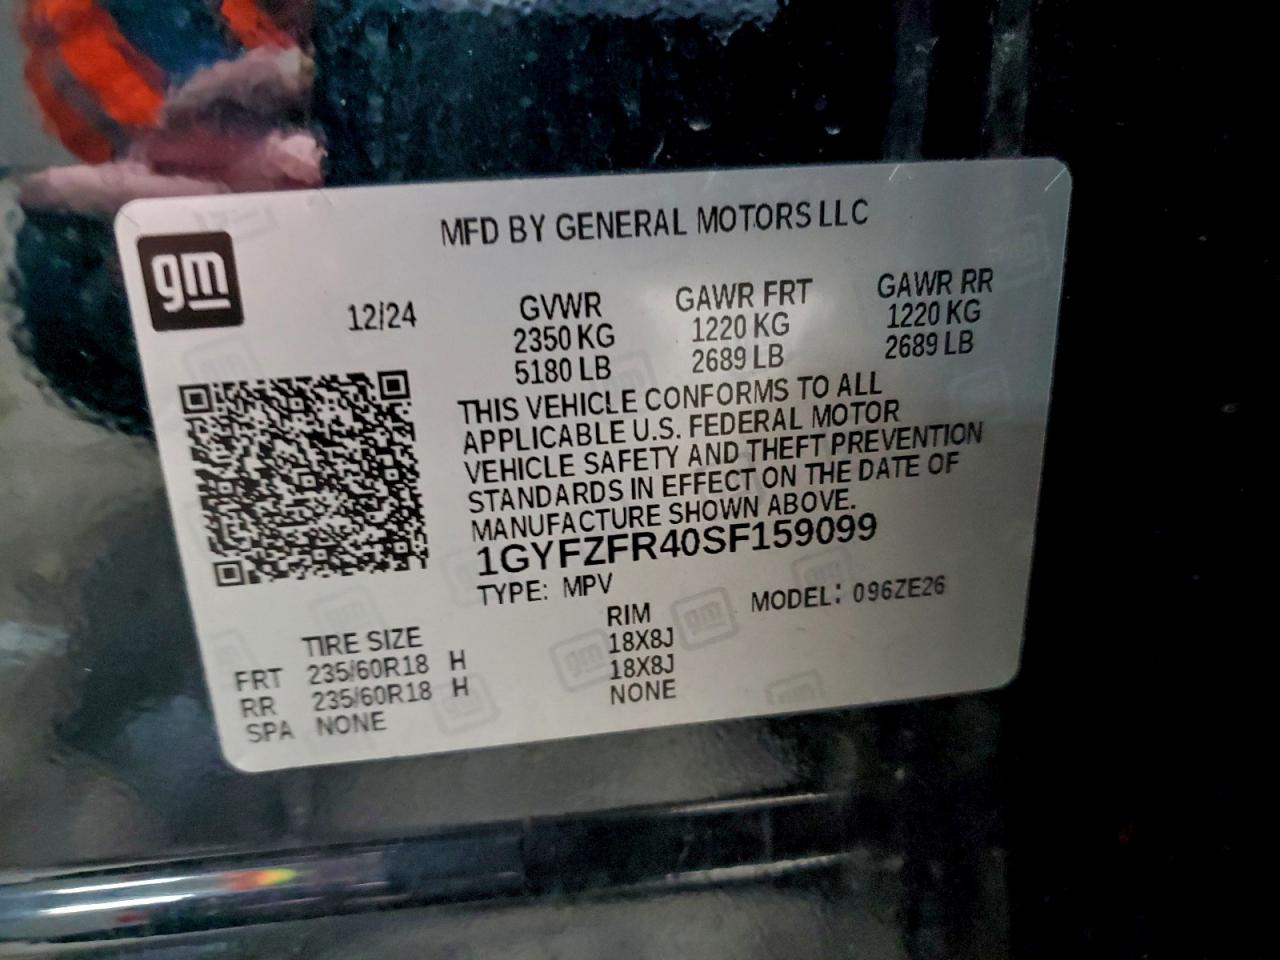 MFD BY GENERAL MOTORS LLC
gm
12/24
GVWR GAWR FRT GAWR RR
2350 KG 1220 KG 1220 KG
5180 LB 2689 LB 2689 LB
THIS VEHICLE CONFORMS TO ALL
APPLICABLE U.S. FEDERAL MOTOR
VEHICLE SAFETY AND THEFT PREVENTION
STANDARDS IN EFFECT ON THE DATE OF
MANUFACTURE SHOWN ABOVE.
1GYFZFR40SF159099
TYPE: MPV MODEL: 096ZE26
TIRE SIZE RIM
FRT 235/60R18 H 18X8J
RR 235/60R18 H 18X8J
SPA NONE NONE